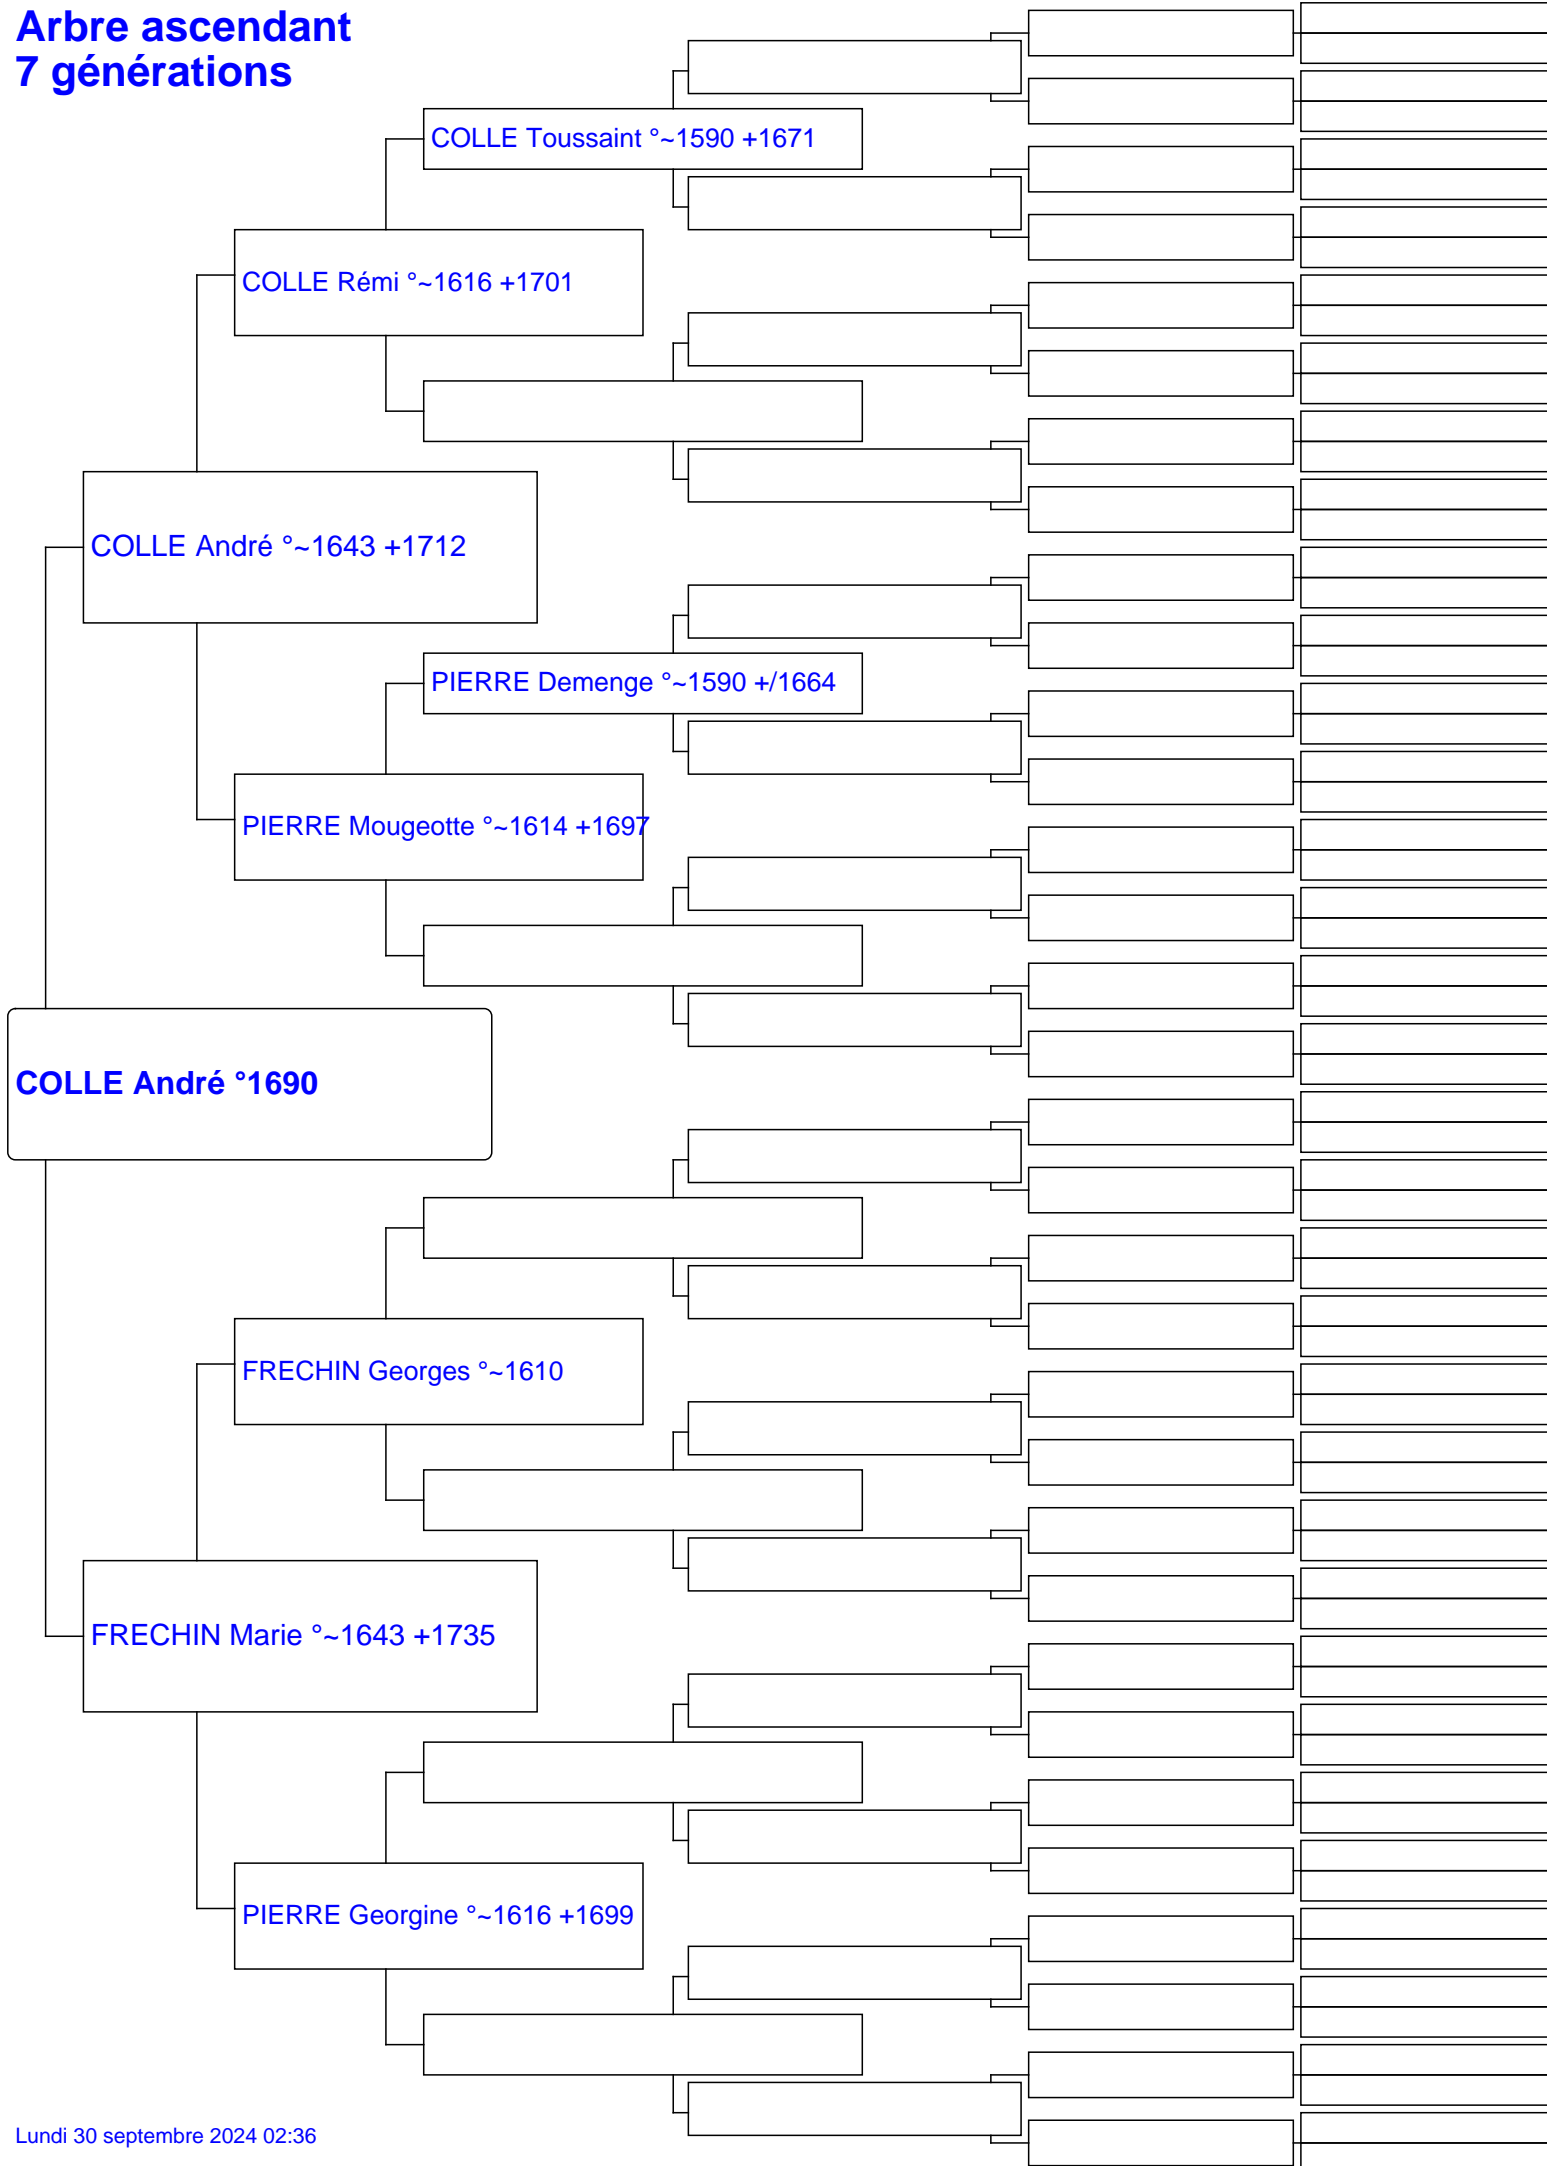 Arbre ascendant
7 générations
COLLE Toussaint °~1590 +1671
COLLE Rémi °~1616 +1701
COLLE André °~1643 +1712
PIERRE Demenge °~1590 +/1664
PIERRE Mougeotte °~1614 +1697
COLLE André °1690
FRECHIN Georges °~1610
FRECHIN Marie °~1643 +1735
PIERRE Georgine °~1616 +1699
Lundi 30 septembre 2024 02:36